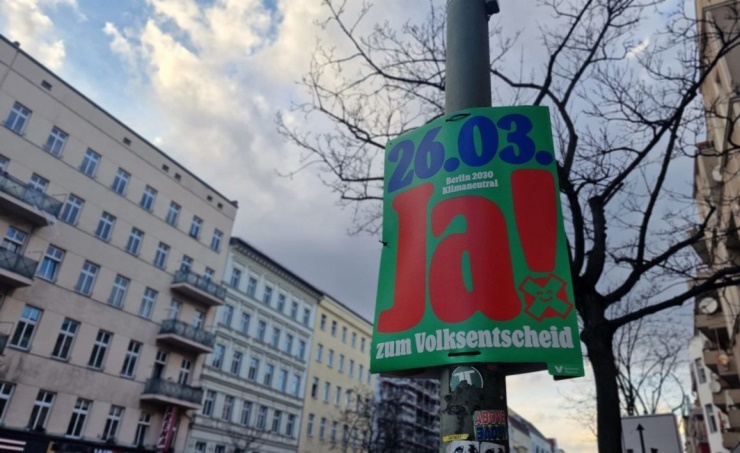 26.03.
Berlin 2030
Klimaneutral
Ja!
zum Volksentscheid